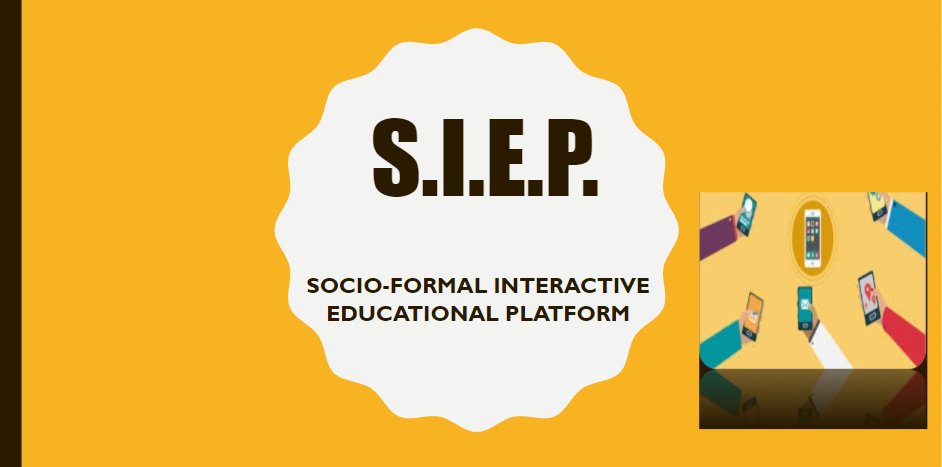 S.I.E.P.
SOCIO-FORMAL INTERACTIVE
EDUCATIONAL PLATFORM